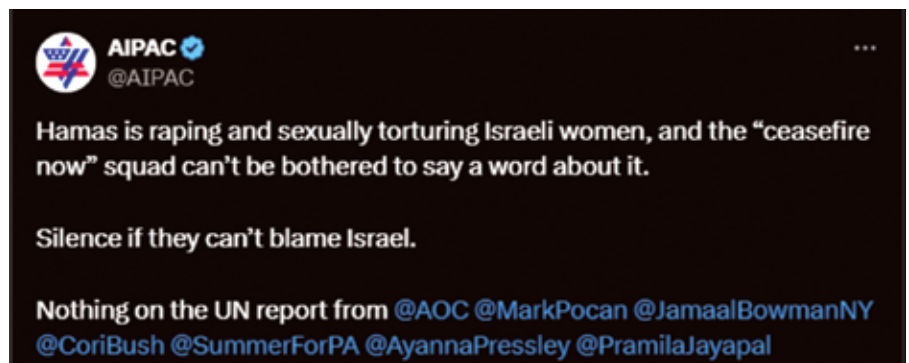 AIPAC
@AIPAC
Hamas is raping and sexually torturing Israeli women, and the “ceasefire
now” squad can’t be bothered to say a word about it.
Silence if they can’t blame Israel.
Nothing on the UN report from @AOC @MarkPocan @JamaalBowmanNY
@CoriBush @SummerForPA @AyannaPressley @PramilaJayapal